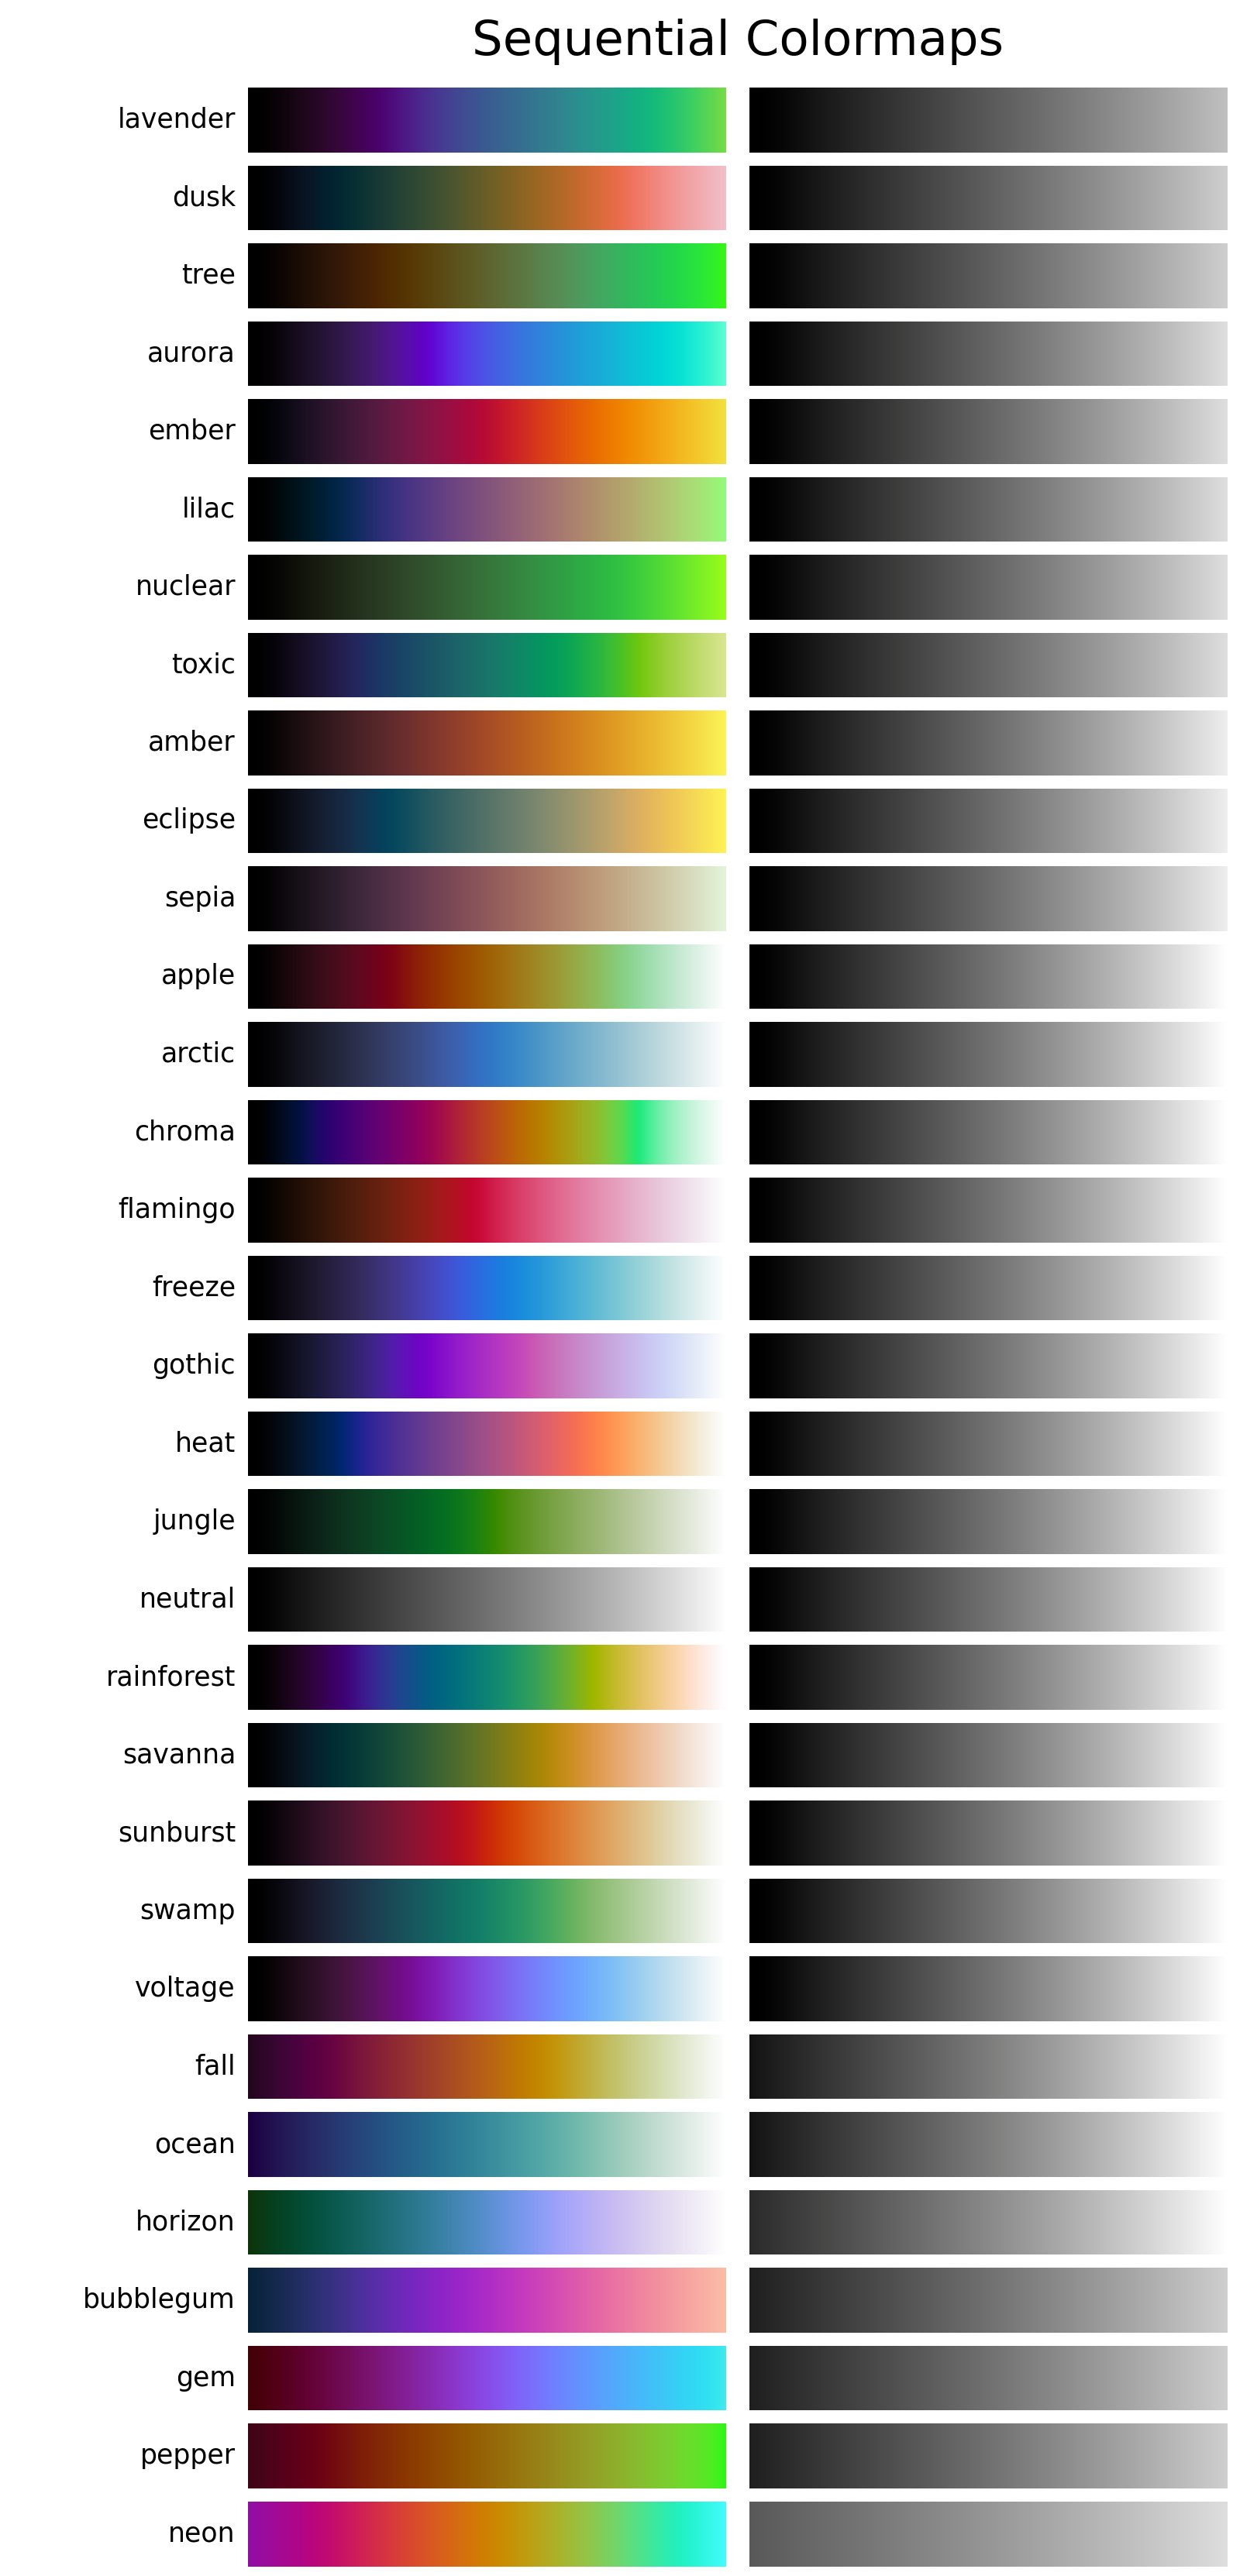 Sequential Colormaps
lavender
dusk
tree
aurora
ember
lilac
nuclear
toxic
amber
eclipse
sepia
apple
arctic
chroma
flamingo
freeze
gothic
heat
jungle
neutral
rainforest
savanna
sunburst
swamp
voltage
fall
ocean
horizon
bubblegum
gem
pepper
neon